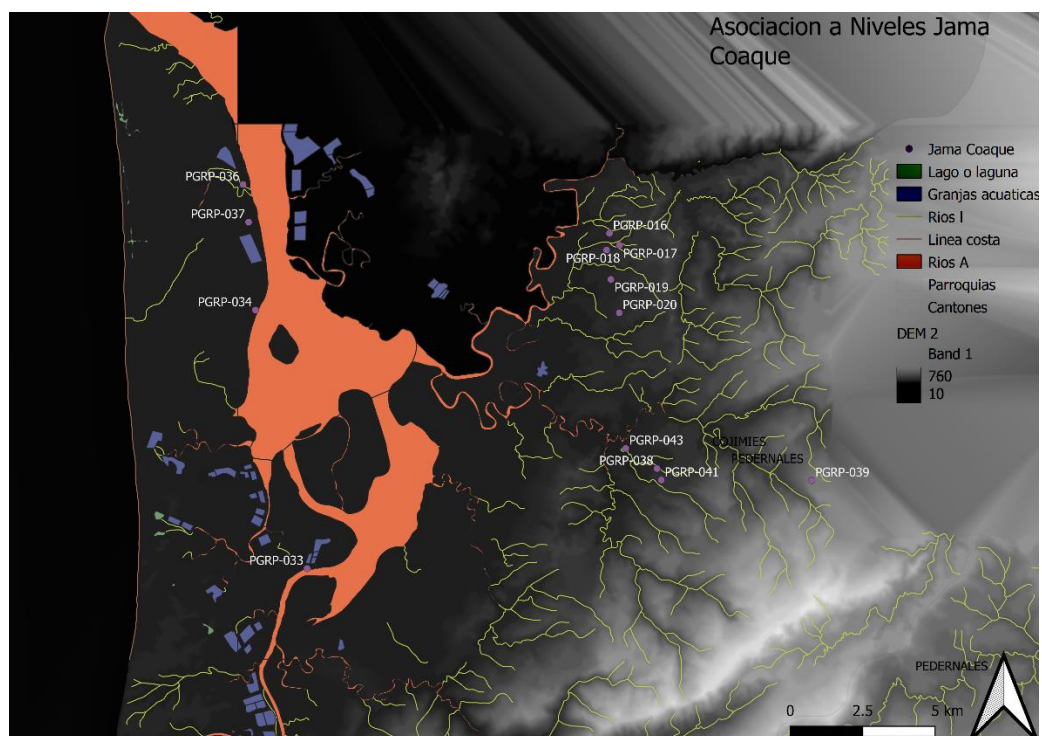 Asociacion a Niveles Jama
Coaque
Jama Coaque
Lago o laguna
Granjas acuaticas
Rios l
Linea costa
Rios A
Parroquias
Cantones
DEM 2
Band 1
760
10
PGRP-036
PGRP-037
PGRP-034
PGRP-033
PGRP-016
PGRP-017
PGRP-018
PGRP-019
PGRP-020
PGRP-043
PGRP-038
PGRP-041
COJIMIES
PEDERNALES
PGRP-039
PEDERNALES
0 2.5 5 km